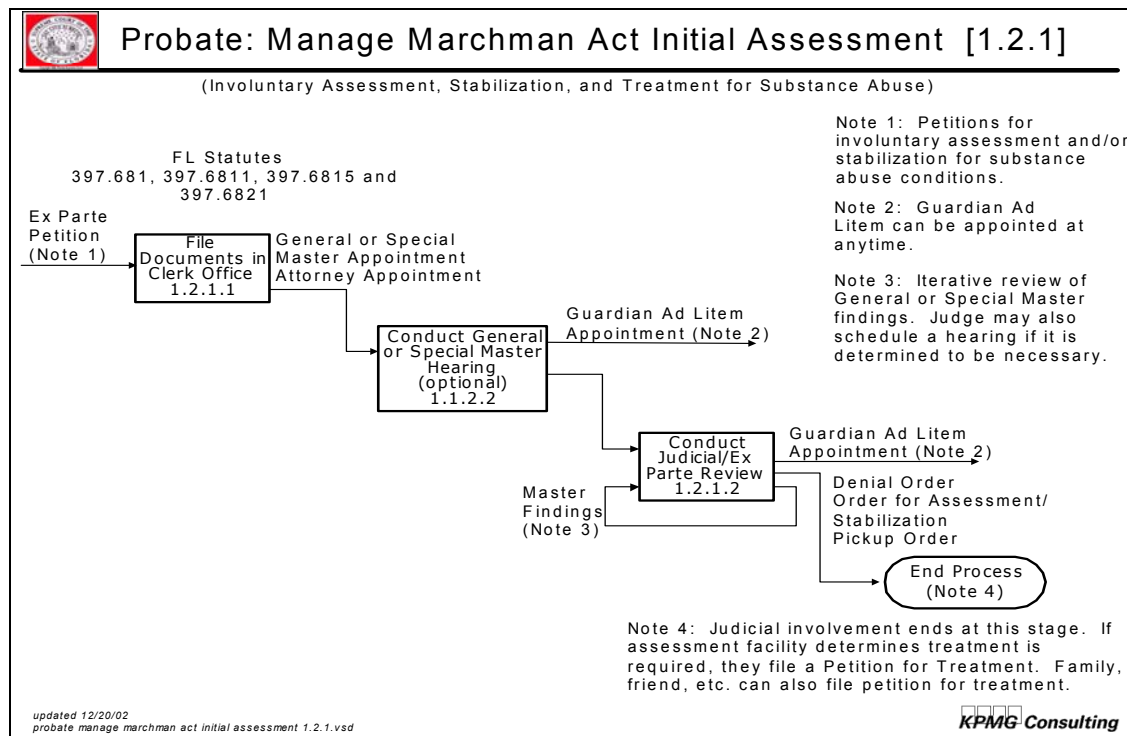 Probate: Manage Marchman Act Initial Assessment [1.2.1]
(Involuntary Assessment, Stabilization, and Treatment for Substance Abuse)
Note 1: Petitions for
involuntary assessment and/or
stabilization for substance
abuse conditions.
Note 2: Guardian Ad
Litem can be appointed at
anytime.
Note 3: Iterative review of
General or Special Master
findings. Judge may also
schedule a hearing if it is
determined to be necessary.
FL Statutes
397.681, 397.6811, 397.6815 and
397.6821
Ex Parte
Petition
(Note 1)
File
Documents in
Clerk Office
1.2.1.1
General or Special
Master Appointment
Attorney Appointment
Conduct General
or Special Master
Hearing
(optional)
1.1.2.2
Guardian Ad Litem
Appointment (Note 2)
Conduct
Judicial/Ex
Parte Review
1.2.1.2
Guardian Ad Litem
Appointment (Note 2)
Master
Findings
(Note 3)
Denial Order
Order for Assessment/
Stabilization
Pickup Order
End Process
(Note 4)
Note 4: Judicial involvement ends at this stage. If
assessment facility determines treatment is
required, they file a Petition for Treatment. Family,
friend, etc. can also file petition for treatment.
updated 12/20/02
probate manage marchman act initial assessment 1.2.1.vsd
KPMG Consulting